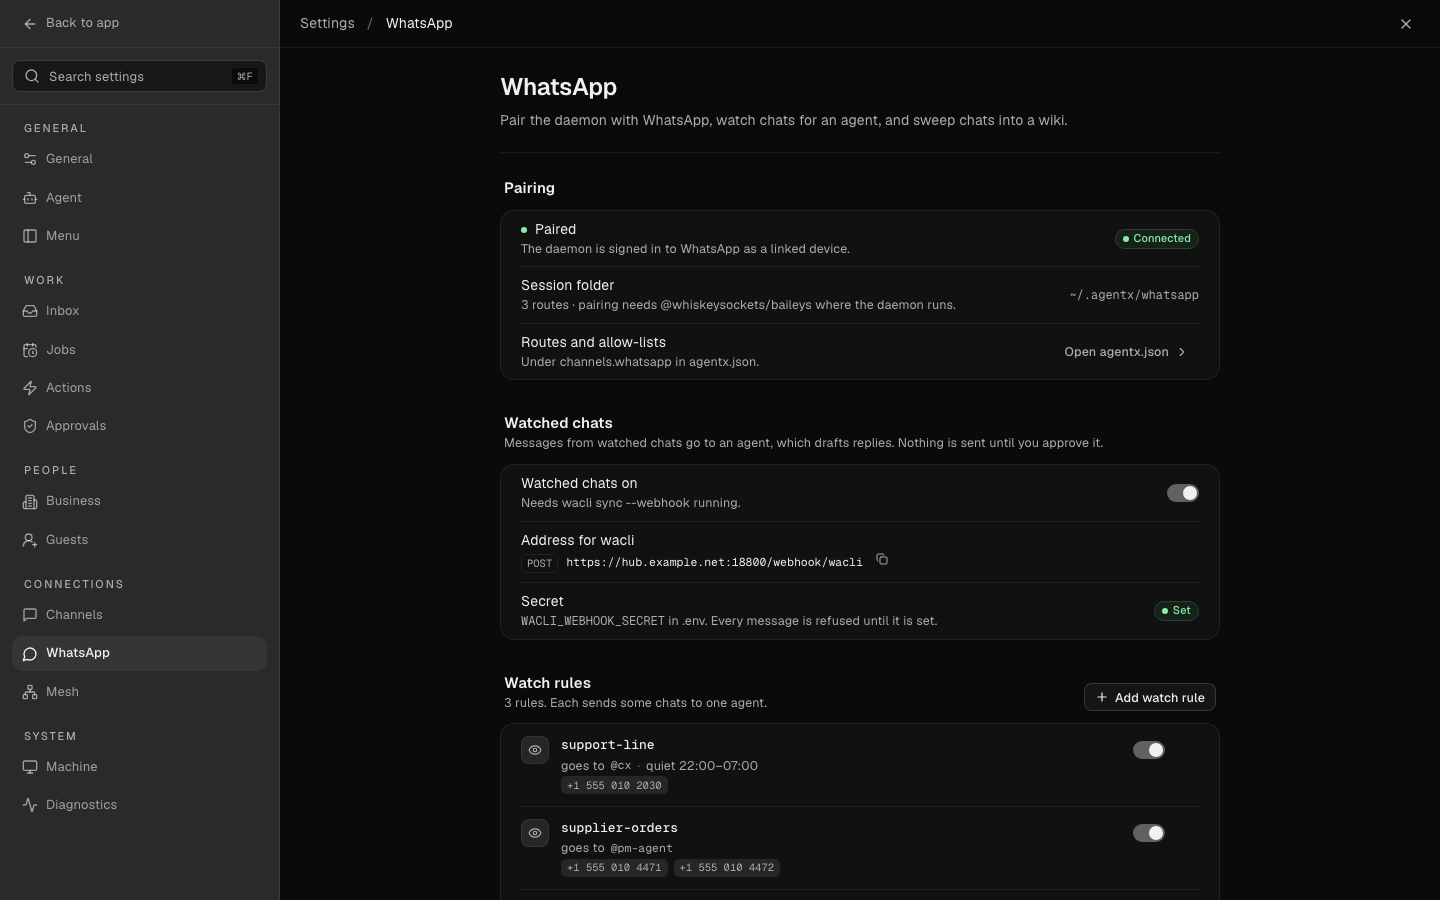 Back to app
Settings / WhatsApp
Search settings ⌘F
GENERAL
General
Agent
Menu
WORK
Inbox
Jobs
Actions
Approvals
PEOPLE
Business
Guests
CONNECTIONS
Channels
WhatsApp
Mesh
SYSTEM
Machine
Diagnostics
WhatsApp
Pair the daemon with WhatsApp, watch chats for an agent, and sweep chats into a wiki.
Pairing
Paired
The daemon is signed in to WhatsApp as a linked device.
Connected
Session folder
3 routes · pairing needs @whiskeysockets/baileys where the daemon runs.
~/.agentx/whatsapp
Routes and allow-lists
Under channels.whatsapp in agentx.json.
Open agentx.json
Watched chats
Messages from watched chats go to an agent, which drafts replies. Nothing is sent until you approve it.
Watched chats on
Needs wacli sync --webhook running.
Address for wacli
POST https://hub.example.net:18800/webhook/wacli
Secret
WACLI_WEBHOOK_SECRET in .env. Every message is refused until it is set.
Set
Watch rules
3 rules. Each sends some chats to one agent.
Add watch rule
support-line
goes to @cx · quiet 22:00–07:00
+1 555 010 2030
supplier-orders
goes to @pm-agent
+1 555 010 4471 +1 555 010 4472